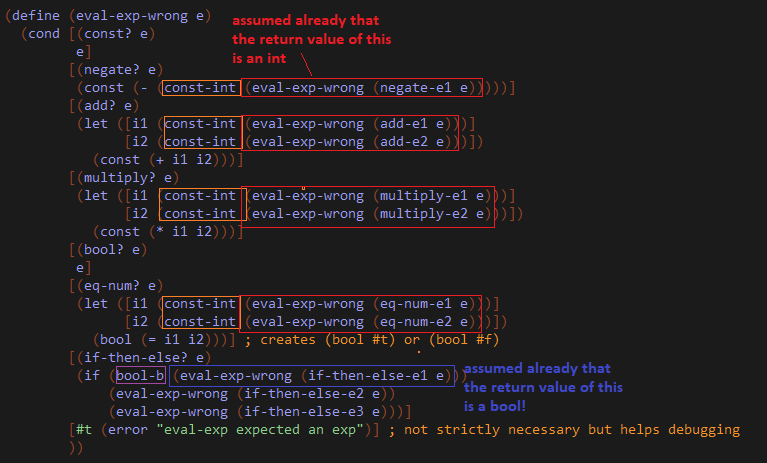 (define (eval-exp-wrong e)
assumed already that
the return value of this
is an int
(cond [(const? e)
e]
[(negate? e)
(const (- (const-int (eval-exp-wrong (negate-e1 e)))))]
[(add? e)
(let ([i1 (const-int (eval-exp-wrong (add-e1 e)))]
[i2 (const-int (eval-exp-wrong (add-e2 e)))])
(const (+ i1 i2)))]
[(multiply? e)
(let ([i1 (const-int (eval-exp-wrong (multiply-e1 e)))]
[i2 (const-int (eval-exp-wrong (multiply-e2 e)))])
(const (* i1 i2)))]
[(bool? e)
e]
[(eq-num? e)
(let ([i1 (const-int (eval-exp-wrong (eq-num-e1 e)))]
[i2 (const-int (eval-exp-wrong (eq-num-e2 e)))])
(bool (= i1 i2)))] ; creates (bool #t) or (bool #f)
[(if-then-else? e)
(if (bool-b (eval-exp-wrong (if-then-else-e1 e)))
(eval-exp-wrong (if-then-else-e2 e))
(eval-exp-wrong (if-then-else-e3 e)))]
assumed already that
the return value of this
is a bool!
[#t (error "eval-exp expected an exp")] ; not strictly necessary but helps debugging
))